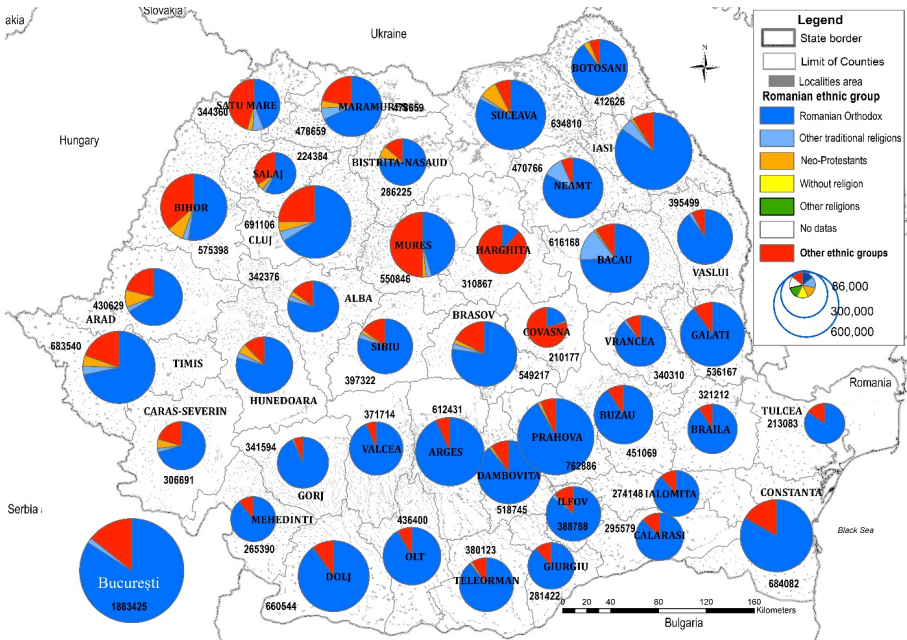 akia
Slovakia
Ukraine
N
Hungary
Serbia
Bulgaria
Romania
Black Sea
Legend
State border
Limit of Counties
Localities area
Romanian ethnic group
Romanian Orthodox
Other traditional religions
Neo-Protestants
Without religion
Other religions
No datas
Other ethnic groups
86,000
300,000
600,000
BOTOSANI
412626
SATU MARE
344360
MARAMURES
478659
478659
SUCEAVA
634810
IASI
224384
BISTRITA-NASAUD
286225
SALAJ
470766
NEAMT
BIHOR
575398
691106
CLUJ
395499
VASLUI
MURES
550846
HARGHITA
310867
616168
BACAU
342376
ALBA
430629
ARAD
BRASOV
549217
SIBIU
397322
COVASNA
210177
VRANCEA
340310
GALATI
536167
683540
TIMIS
HUNEDOARA
CARAS-SEVERIN
306691
371714
VALCEA
612431
ARGES
341594
GORJ
PRAHOVA
762886
DAMBOVITA
518745
BUZAU
451069
321212
BRAILA
TULCEA
213083
ILFOV
388788
274148
IALOMITA
295579
CALARASI
CONSTANTA
684082
MEHEDINTI
265390
București
1883425
DOLJ
660544
436400
OLT
380123
TELEORMAN
GIURGIU
281422
0 20 40 80 120 160
Kilometers